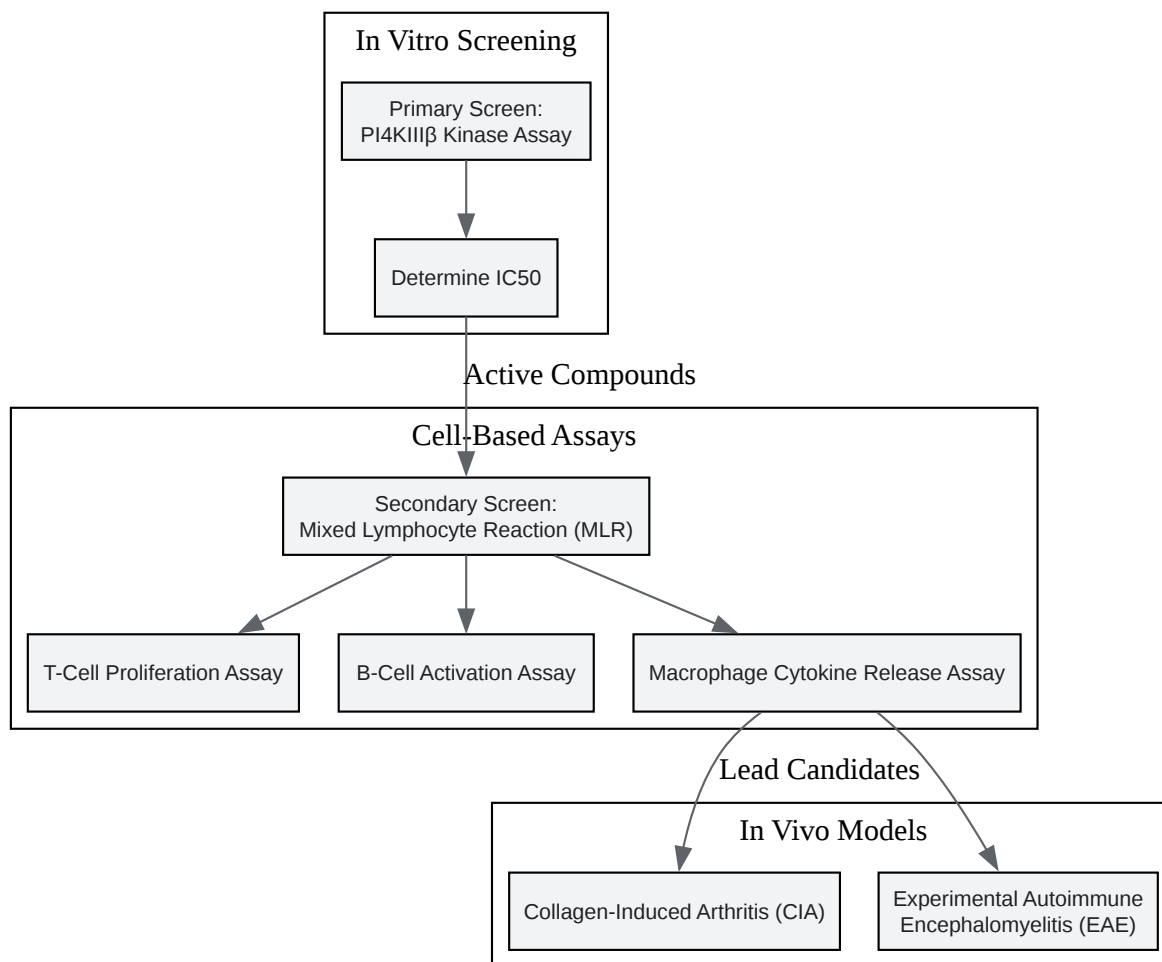 In Vitro Screening
Primary Screen:
PI4KIIIβ Kinase Assay
Determine IC50
Active Compounds
Cell-Based Assays
Secondary Screen:
Mixed Lymphocyte Reaction (MLR)
T-Cell Proliferation Assay
B-Cell Activation Assay
Macrophage Cytokine Release Assay
Lead Candidates
In Vivo Models
Collagen-Induced Arthritis (CIA)
Experimental Autoimmune
Encephalomyelitis (EAE)